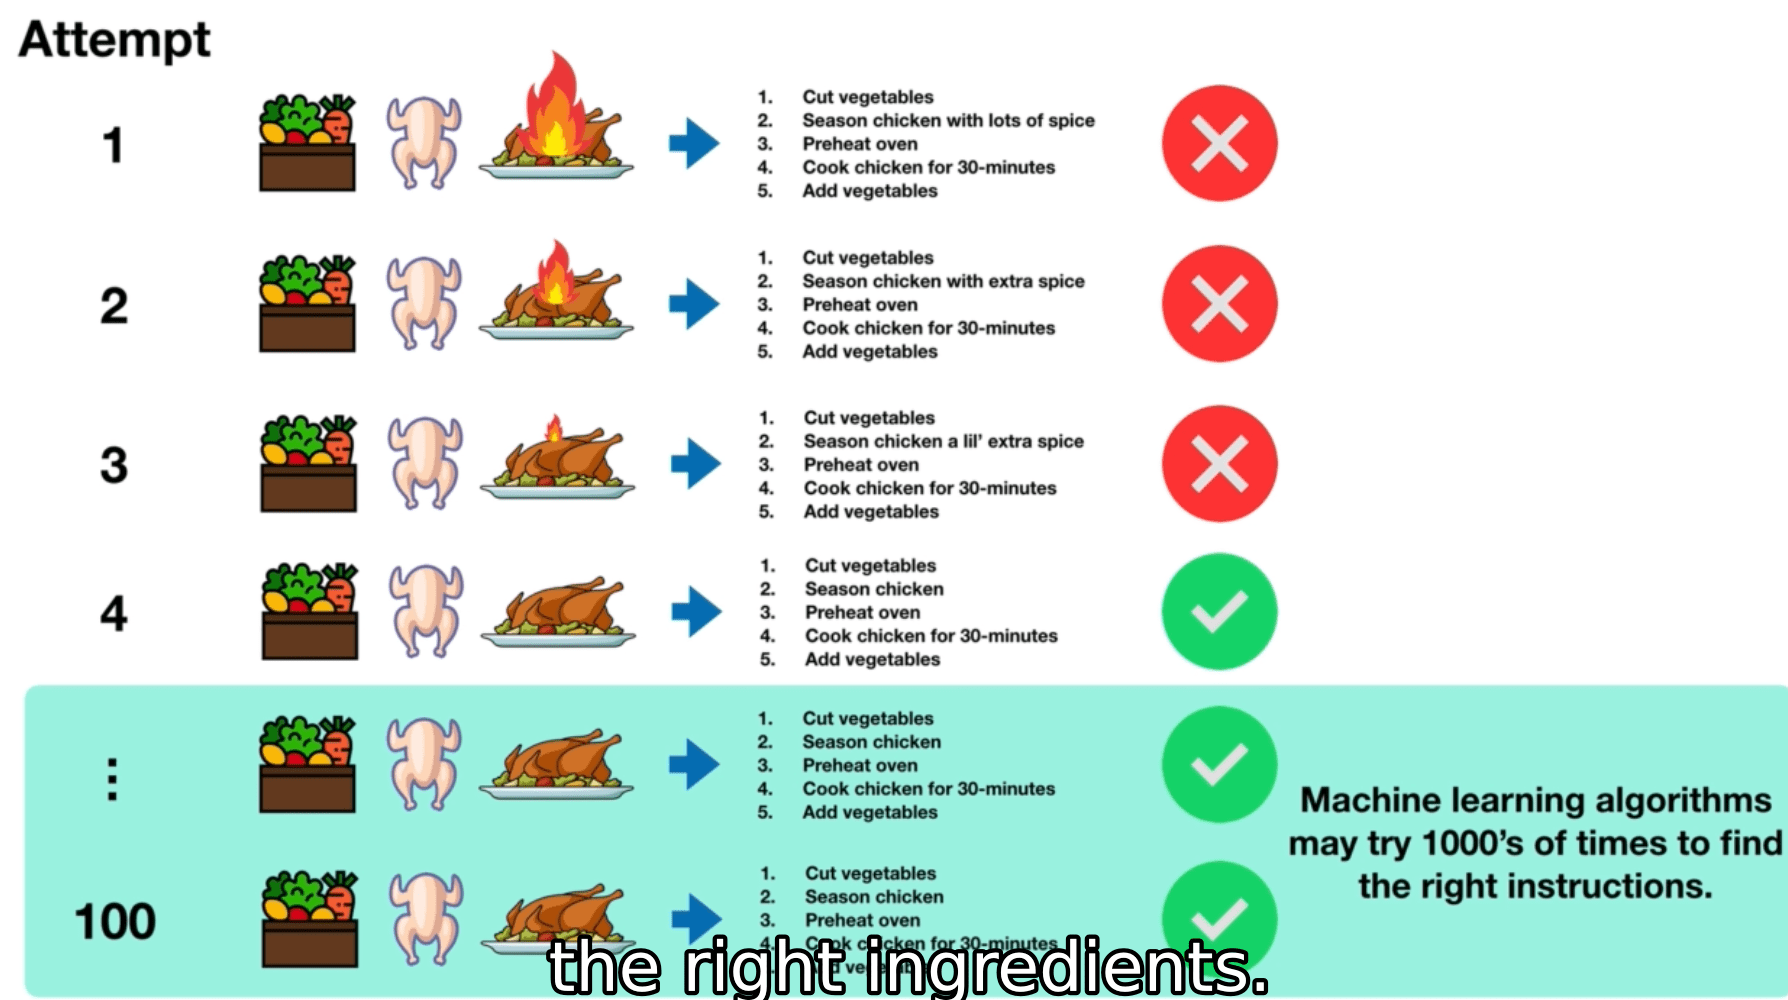 Attempt
1
1. Cut vegetables
2. Season chicken with lots of spice
3. Preheat oven
4. Cook chicken for 30-minutes
5. Add vegetables
2
1. Cut vegetables
2. Season chicken with extra spice
3. Preheat oven
4. Cook chicken for 30-minutes
5. Add vegetables
3
1. Cut vegetables
2. Season chicken a lil’ extra spice
3. Preheat oven
4. Cook chicken for 30-minutes
5. Add vegetables
4
1. Cut vegetables
2. Season chicken
3. Preheat oven
4. Cook chicken for 30-minutes
5. Add vegetables
⋮
1. Cut vegetables
2. Season chicken
3. Preheat oven
4. Cook chicken for 30-minutes
5. Add vegetables
Machine learning algorithms
may try 1000’s of times to find
the right instructions.
100
1. Cut vegetables
2. Season chicken
3. Preheat oven
4. Cook chicken for 30-minutes
the right ingredients.